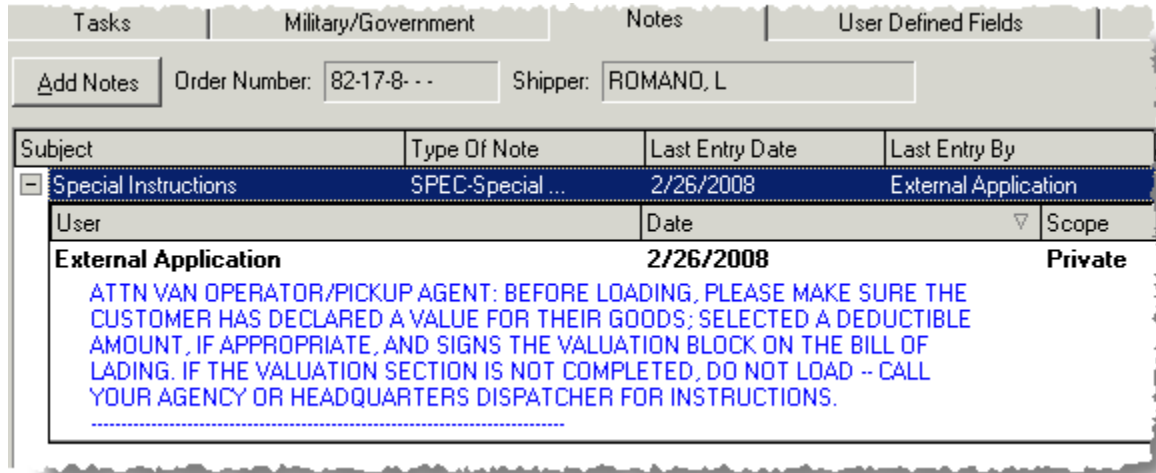 Tasks Military/Government Notes User Defined Fields
Add Notes Order Number: 82-17-8- - - Shipper: ROMANO, L
Subject Type Of Note Last Entry Date Last Entry By
Special Instructions SPEC-Special ... 2/26/2008 External Application
User Date Scope
External Application 2/26/2008 Private
ATTN VAN OPERATOR/PICKUP AGENT: BEFORE LOADING, PLEASE MAKE SURE THE
CUSTOMER HAS DECLARED A VALUE FOR THEIR GOODS; SELECTED A DEDUCTIBLE
AMOUNT, IF APPROPRIATE, AND SIGNS THE VALUATION BLOCK ON THE BILL OF
LADING. IF THE VALUATION SECTION IS NOT COMPLETED, DO NOT LOAD -- CALL
YOUR AGENCY OR HEADQUARTERS DISPATCHER FOR INSTRUCTIONS.